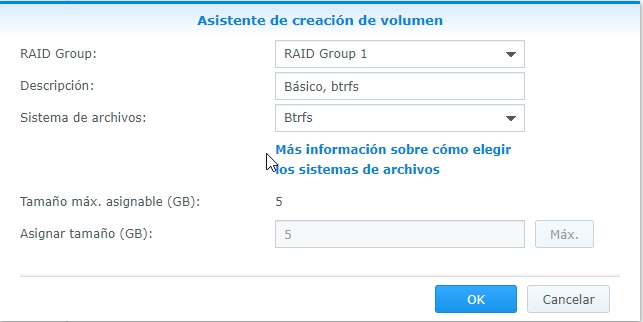 Asistente de creación de volumen
RAID Group: RAID Group 1
Descripción: Básico, btrfs
Sistema de archivos: Btrfs
Más información sobre cómo elegir
los sistemas de archivos
Tamaño máx. asignable (GB): 5
Asignar tamaño (GB): 5 Máx.
OK Cancelar